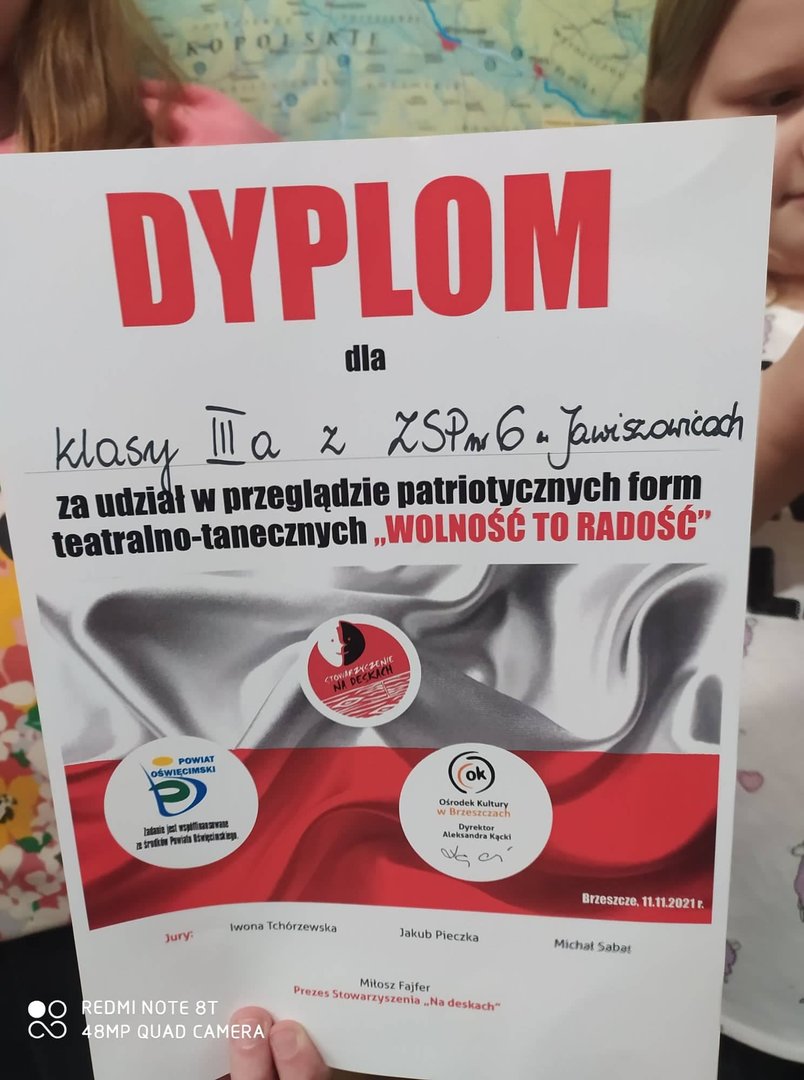 KOPOLSKIE
DYPLOM
dla
klasy III a z ZSP nr 6 w Jawiszowicach
za udział w przeglądzie patriotycznych form
teatralno-tanecznych „WOLNOŚĆ TO RADOŚĆ”
STOWARZYSZENIE
NA DESKACH
POWIAT
OŚWIĘCIMSKI
Zadanie jest współfinansowane
ze środków Powiatu Oświęcimskiego.
ok
Ośrodek Kultury
w Brzeszczach
Dyrektor
Aleksandra Kącki
Brzeszcze, 11.11.2021 r.
Jury: Iwona Tchórzewska Jakub Pieczka Michał Sabat
Miłosz Fajfer
Prezes Stowarzyszenia „Na deskach“
REDMI NOTE 8T
48MP QUAD CAMERA